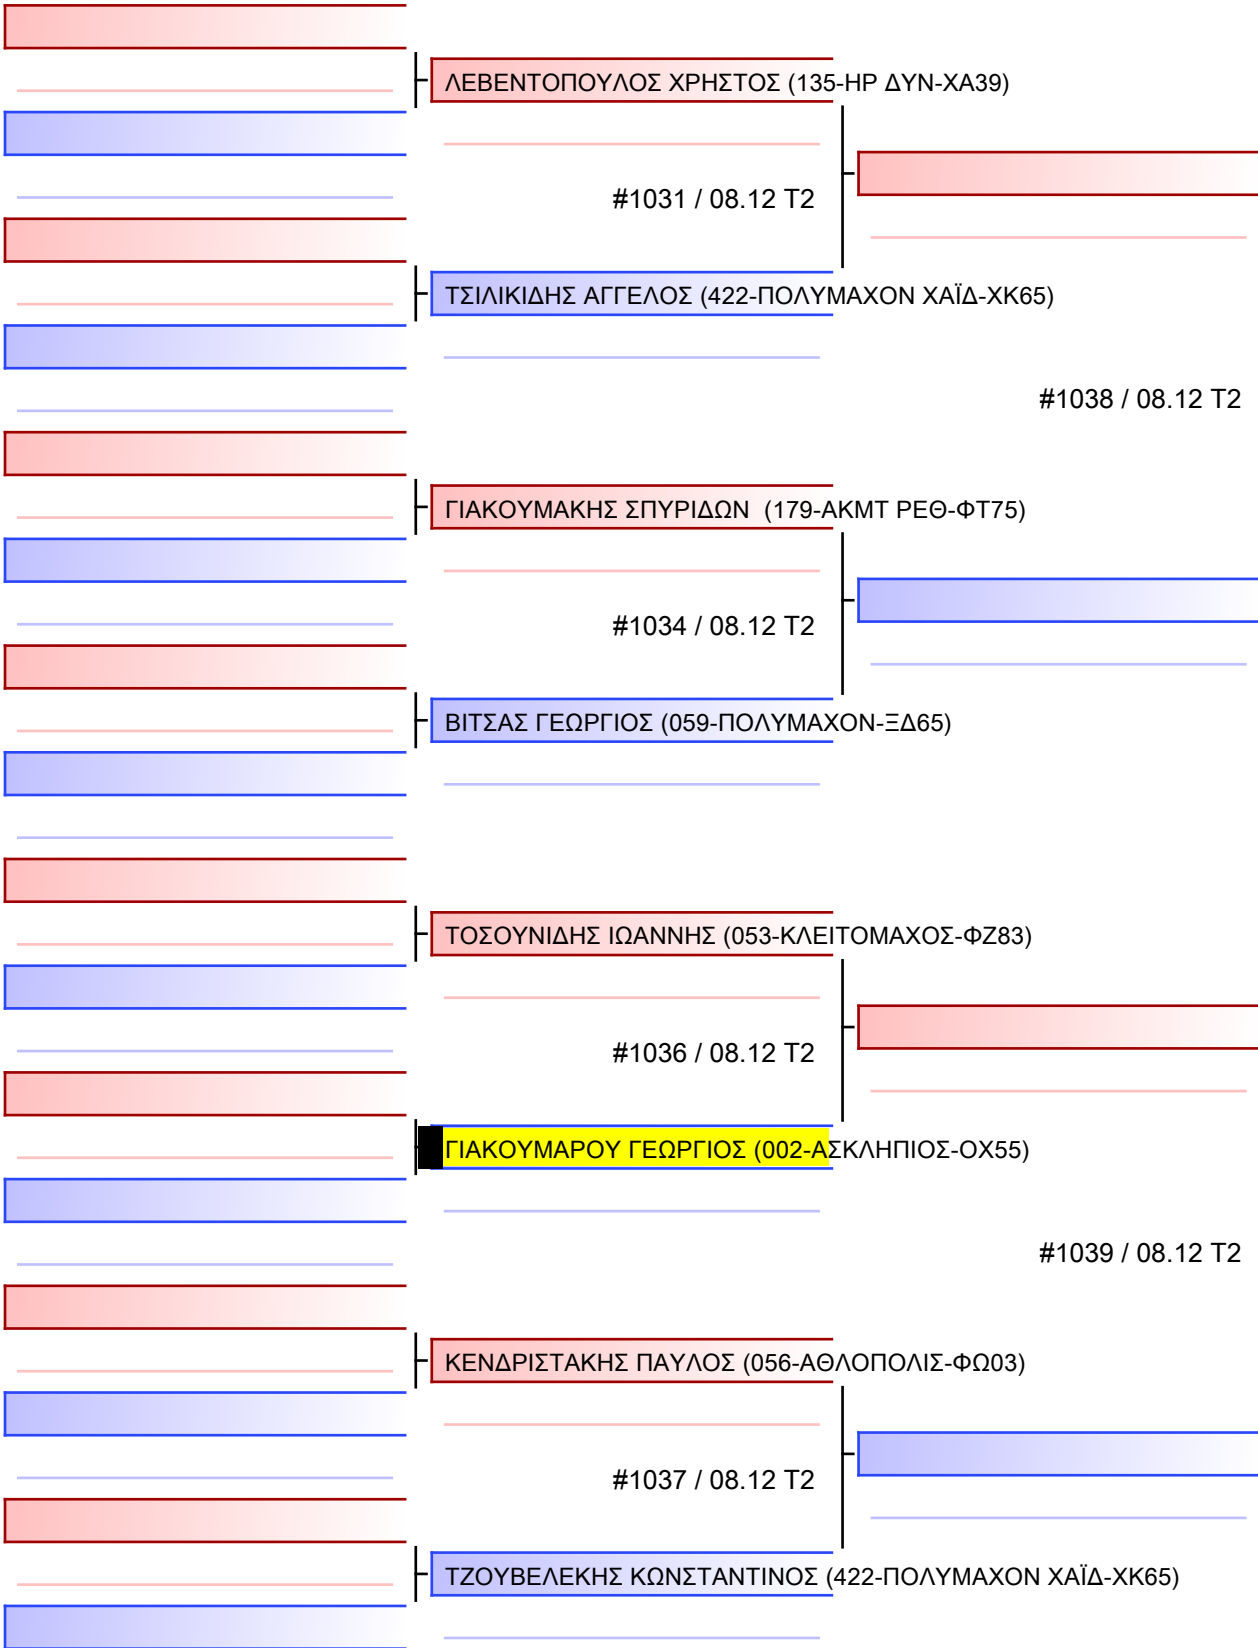 ΛΕΒΕΝΤΟΠΟΥΛΟΣ ΧΡΗΣΤΟΣ (135-ΗΡ ΔΥΝ-ΧΑ39)
#1031 / 08.12 T2
ΤΣΙΛΙΚΙΔΗΣ ΑΓΓΕΛΟΣ (422-ΠΟΛΥΜΑΧΟΝ ΧΑΪΔ-ΧΚ65)
#1038 / 08.12 T2
ΓΙΑΚΟΥΜΑΚΗΣ ΣΠΥΡΙΔΩΝ  (179-ΑΚΜΤ ΡΕΘ-ΦΤ75)
#1034 / 08.12 T2
ΒΙΤΣΑΣ ΓΕΩΡΓΙΟΣ (059-ΠΟΛΥΜΑΧΟΝ-ΞΔ65)
ΤΟΣΟΥΝΙΔΗΣ ΙΩΑΝΝΗΣ (053-ΚΛΕΙΤΟΜΑΧΟΣ-ΦΖ83)
#1036 / 08.12 T2
ΓΙΑΚΟΥΜΑΡΟΥ ΓΕΩΡΓΙΟΣ (002-ΑΣΚΛΗΠΙΟΣ-ΟΧ55)
#1039 / 08.12 T2
ΚΕΝΔΡΙΣΤΑΚΗΣ ΠΑΥΛΟΣ (056-ΑΘΛΟΠΟΛΙΣ-ΦΩ03)
#1037 / 08.12 T2
ΤΖΟΥΒΕΛΕΚΗΣ ΚΩΝΣΤΑΝΤΙΝΟΣ (422-ΠΟΛΥΜΑΧΟΝ ΧΑΪΔ-ΧΚ65)